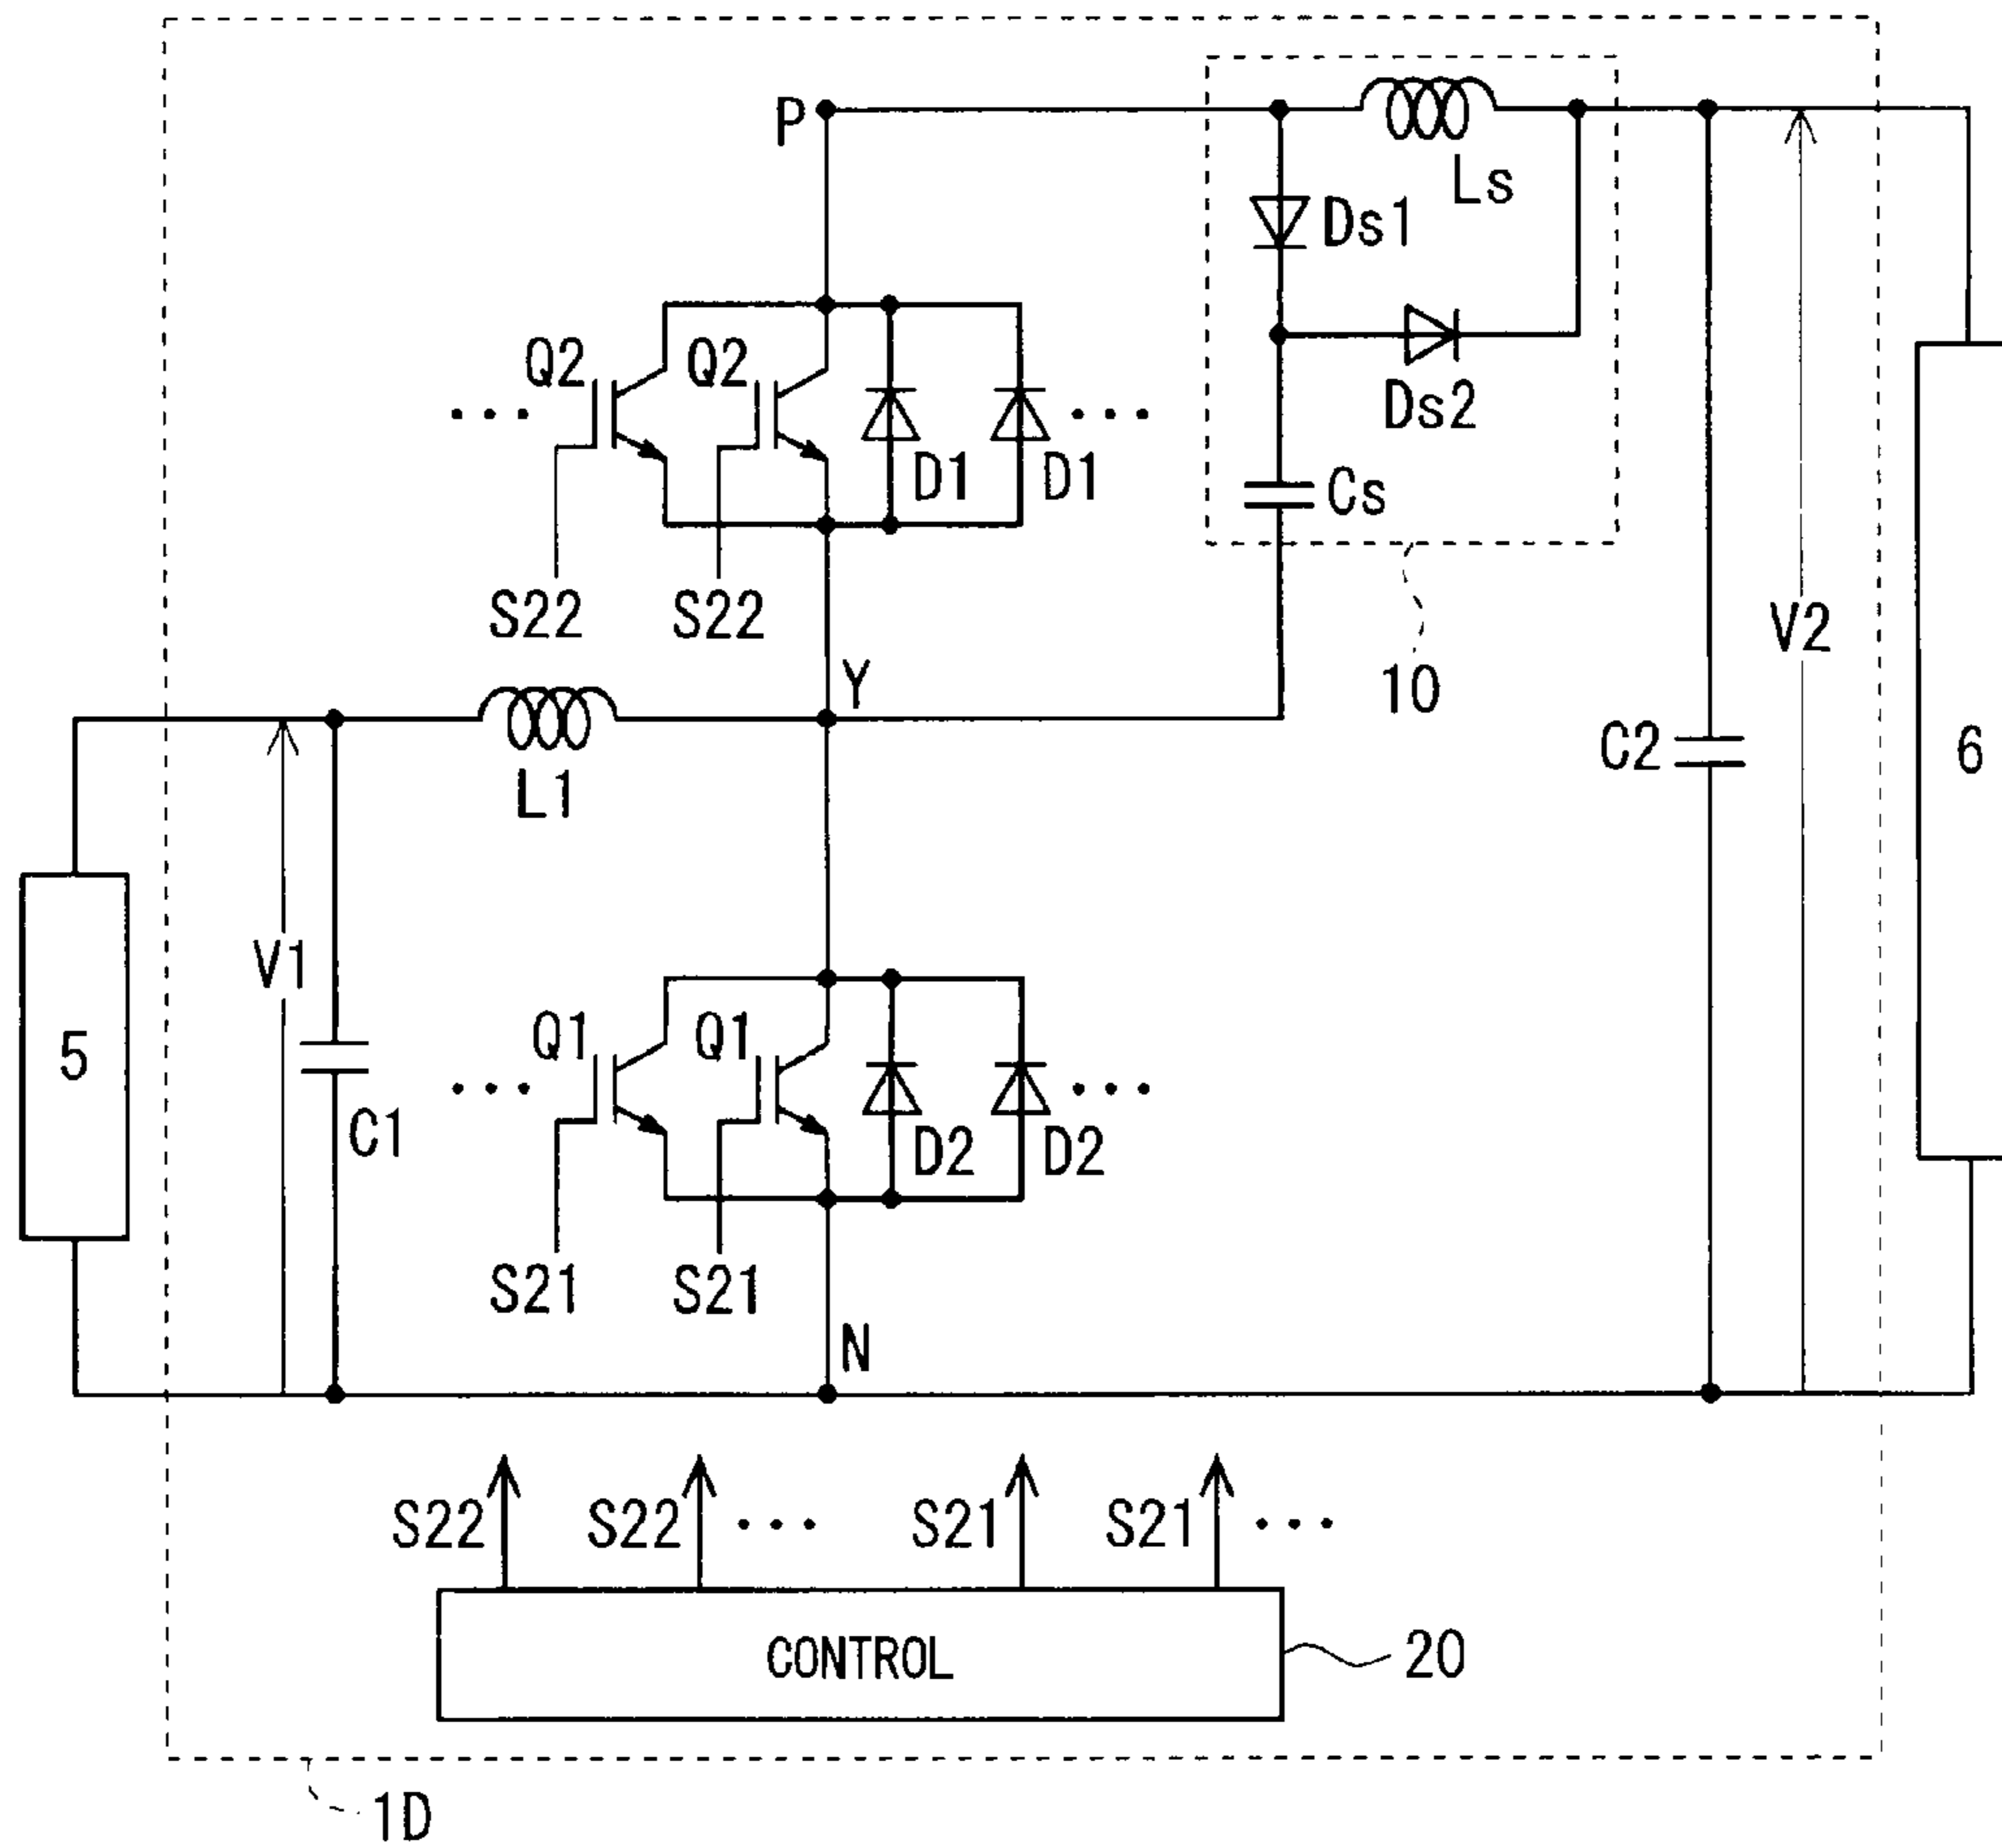 P
Ls
Ds1
Q2 Q2
... ...
Ds2
D1 D1
Cs
S22 S22
V2
Y
10
L1
C2
6
V1
Q1 Q1
5
... ...
C1
D2 D2
S21 S21
N
S22 S22 ... S21 S21 ...
CONTROL
20
1D